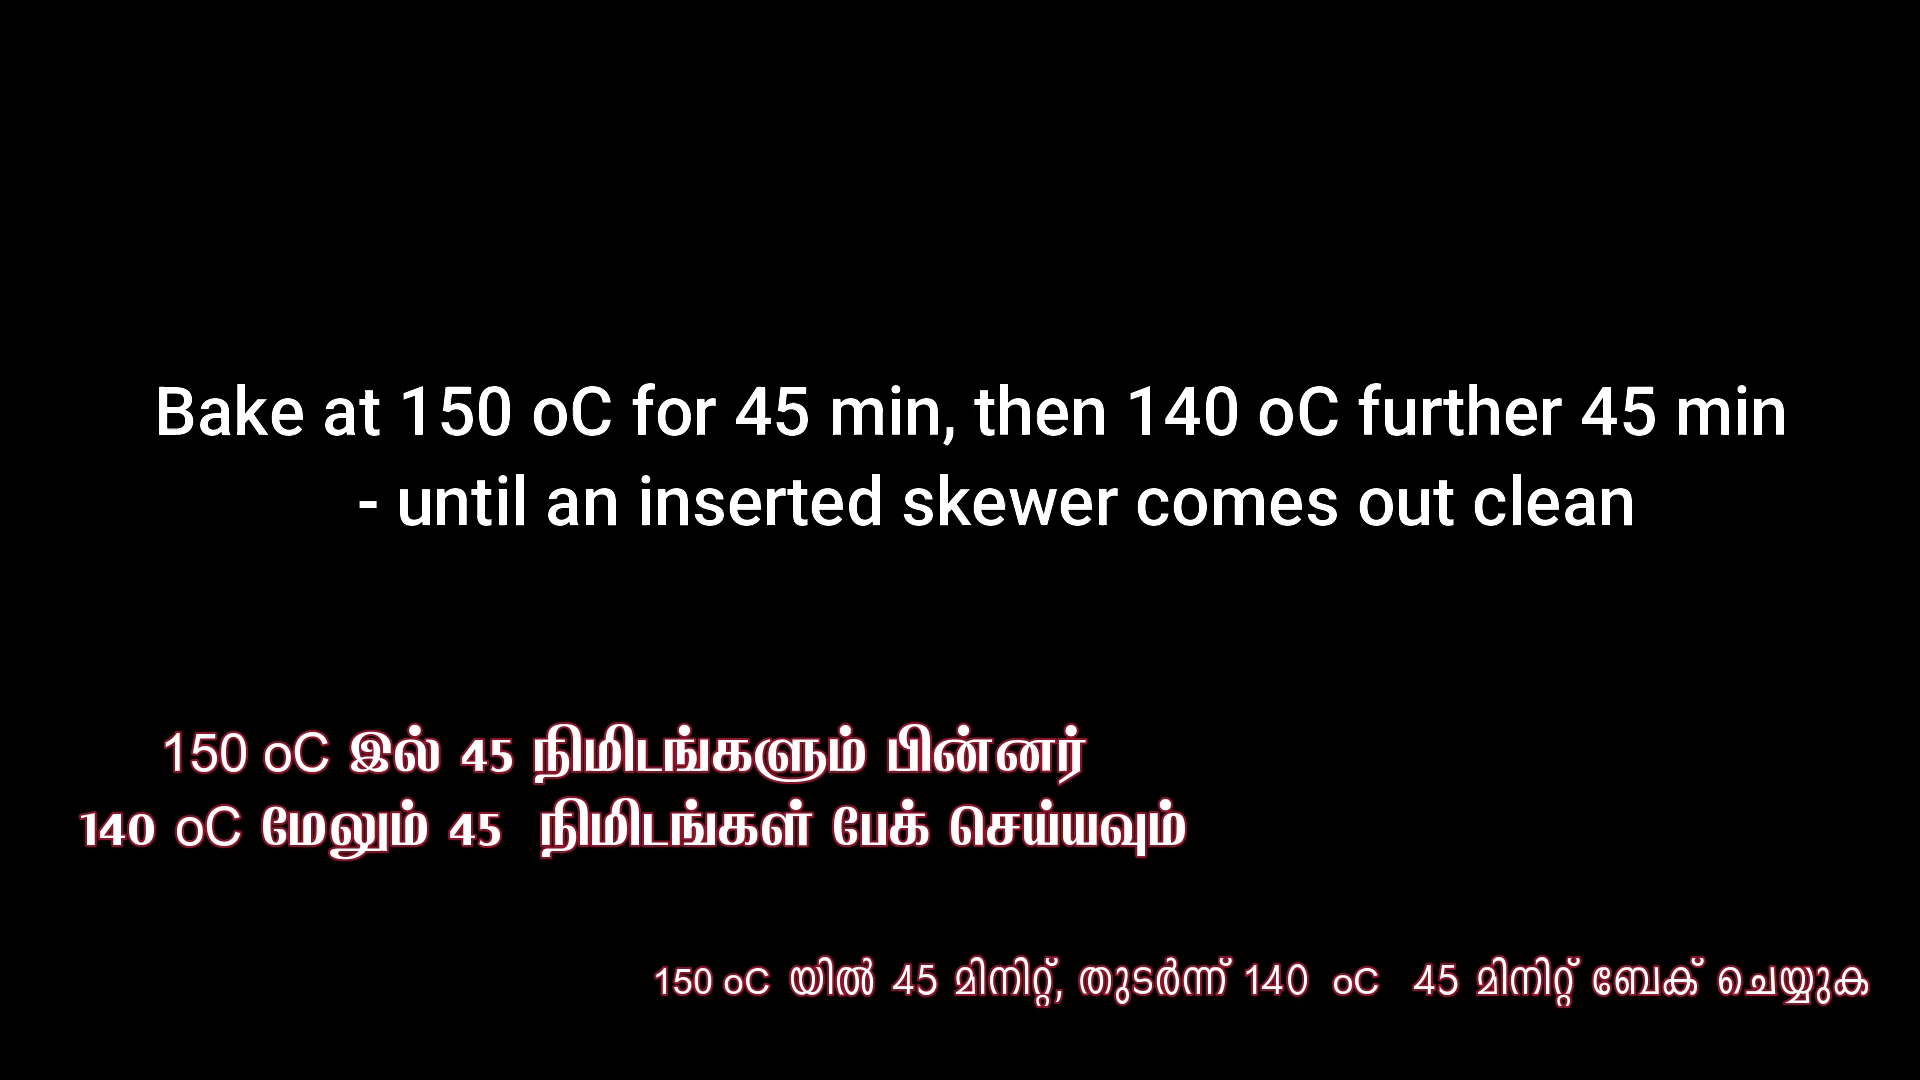 Bake at 150 oC for 45 min, then 140 oC further 45 min
- until an inserted skewer comes out clean
150 oC இல் 45 நிமிடங்களும் பின்னர்
140 oC மேலும் 45 நிமிடங்கள் பேக் செய்யவும்
150 oC യിൽ 45 മിനിറ്റ്, തുടർന്ന് 140 oC 45 മിനിറ്റ് ബേക് ചെയ്യുക